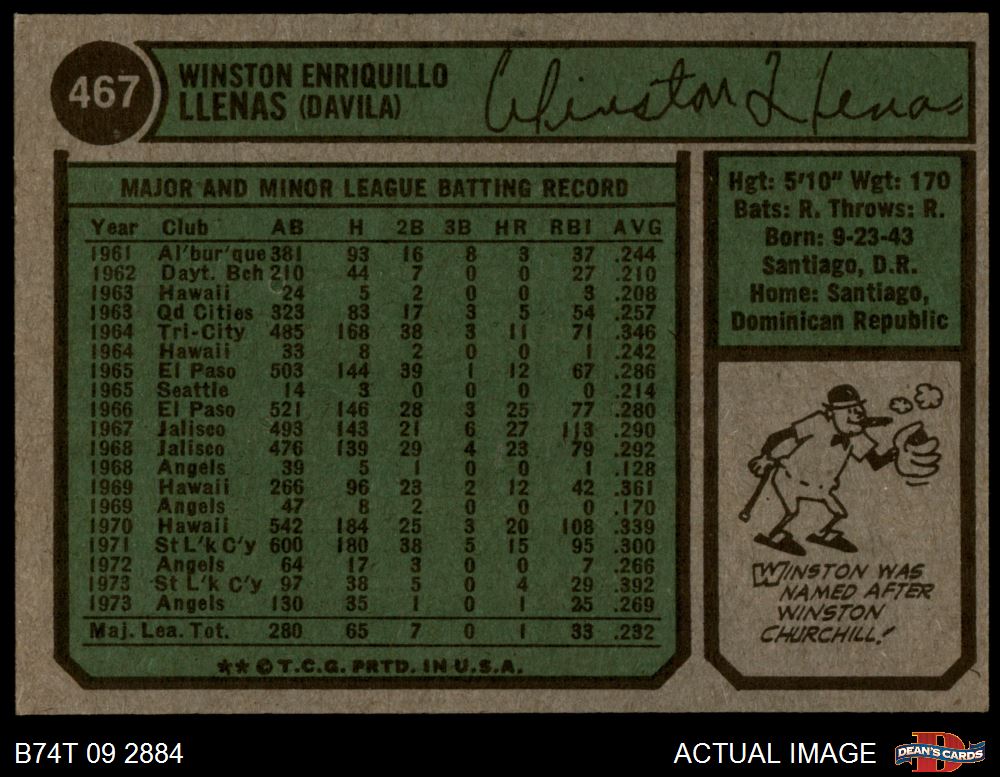 467
WINSTON ENRIQUILLO
LLENAS (DAVILA)
Winston Llenas
MAJOR AND MINOR LEAGUE BATTING RECORD
Year Club AB H 2B 3B HR RBI AVG
1961 Al'bur'que 381 93 16 8 3 37 .244
1962 Dayt. Bch 210 44 7 0 0 27 .210
1963 Hawaii 24 5 2 0 0 3 .208
1963 Qd Cities 323 83 17 3 5 54 .257
1964 Tri-City 485 168 38 3 11 71 .346
1964 Hawaii 33 8 2 0 0 1 .242
1965 El Paso 503 144 39 1 12 67 .286
1965 Seattle 14 3 0 0 0 0 .214
1966 El Paso 521 146 28 3 25 77 .280
1967 Jalisco 493 143 21 6 27 113 .290
1968 Jalisco 476 139 29 4 23 79 .292
1968 Angels 39 5 1 0 0 1 .128
1969 Hawaii 266 96 23 2 12 42 .361
1969 Angels 47 8 2 0 0 0 .170
1970 Hawaii 542 184 25 3 20 108 .339
1971 St L'k C'y 600 180 38 5 15 95 .300
1972 Angels 64 17 3 0 0 7 .266
1973 St L'k C'y 97 38 5 0 4 29 .392
1973 Angels 130 35 1 0 1 25 .269
Maj. Lea. Tot. 280 65 7 0 1 33 .232
★★ © T.C.G. PRTD. IN U.S.A.
Hgt: 5'10" Wgt: 170
Bats: R. Throws: R.
Born: 9-23-43
Santiago, D.R.
Home: Santiago,
Dominican Republic
WINSTON WAS
NAMED AFTER
WINSTON
CHURCHILL!
B74T 09 2884
ACTUAL IMAGE
DEAN'S CARDS